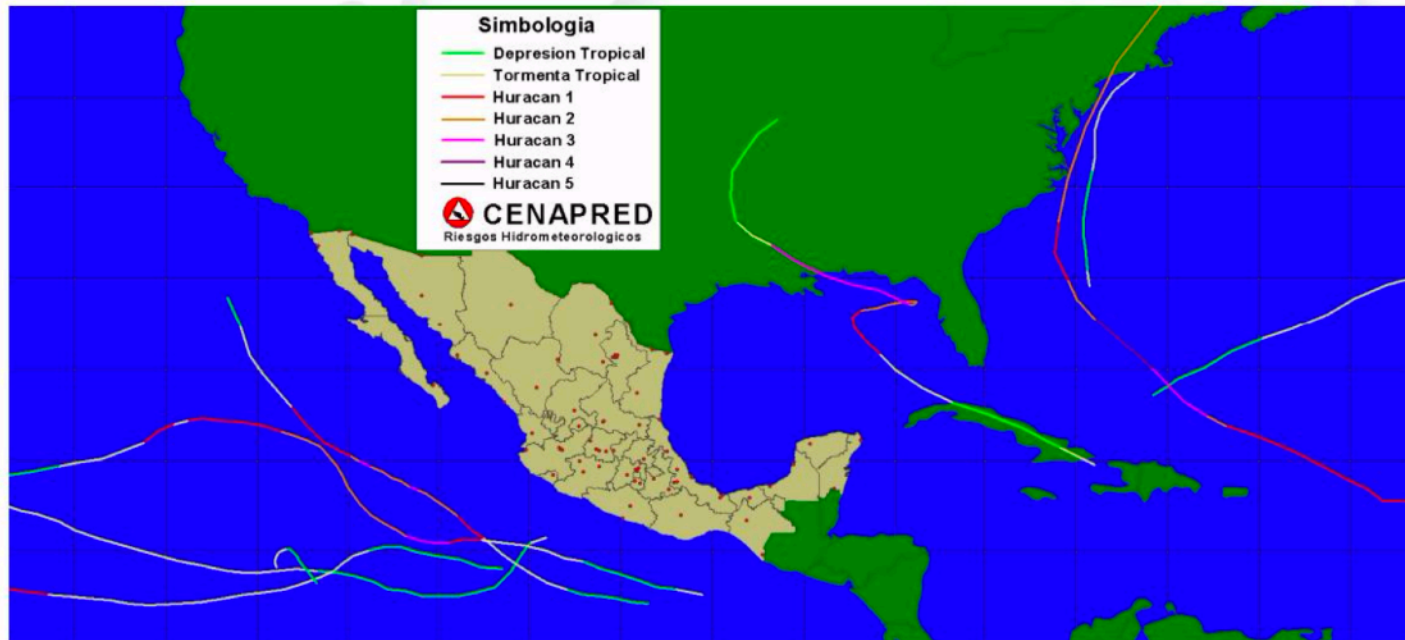 Simbologia
Depresion Tropical
Tormenta Tropical
Huracan 1
Huracan 2
Huracan 3
Huracan 4
Huracan 5
CENAPRED
Riesgos Hidrometeorologicos